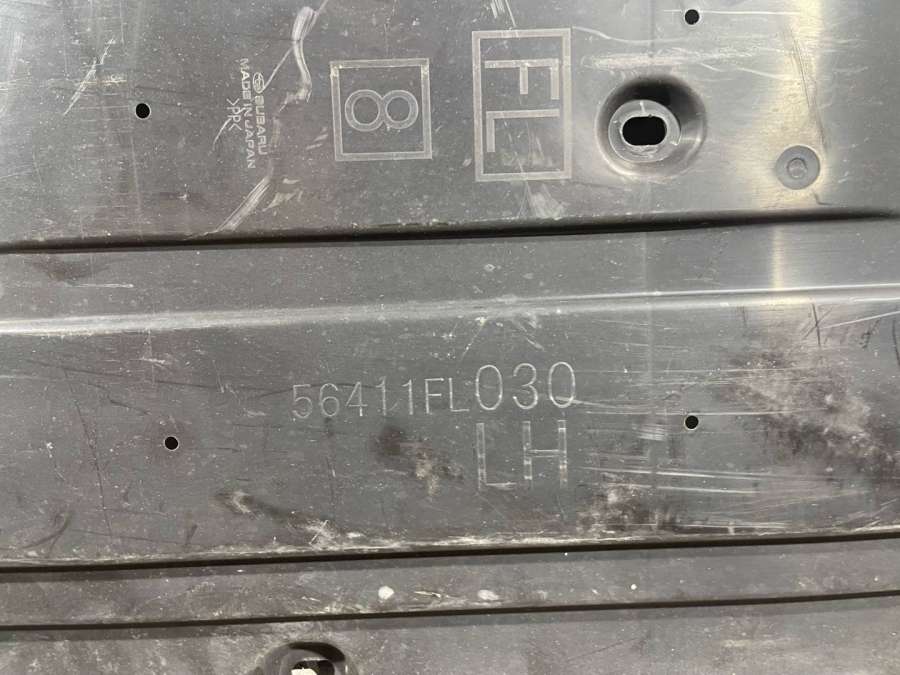 SUBARU
MADE IN JAPAN
>PP<
8
FL
56411FL030
LH